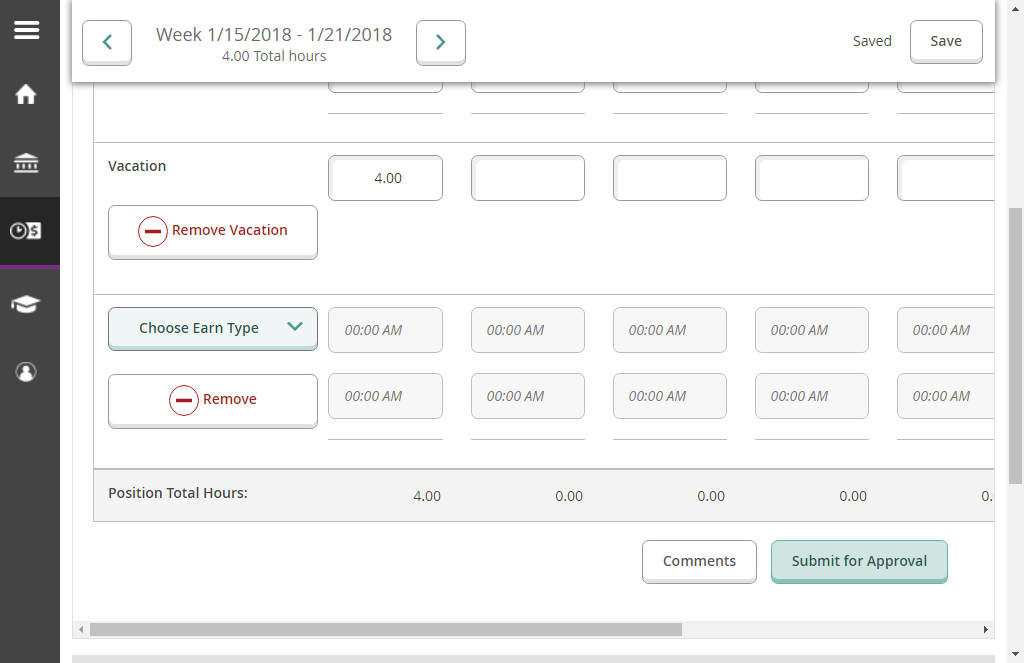 Week 1/15/2018 - 1/21/2018
4.00 Total hours
Saved
Save
Vacation
4.00
Remove Vacation
Choose Earn Type
00:00 AM 00:00 AM 00:00 AM 00:00 AM 00:00 AM
Remove
00:00 AM 00:00 AM 00:00 AM 00:00 AM 00:00 AM
Position Total Hours: 4.00 0.00 0.00 0.00 0.
Comments
Submit for Approval